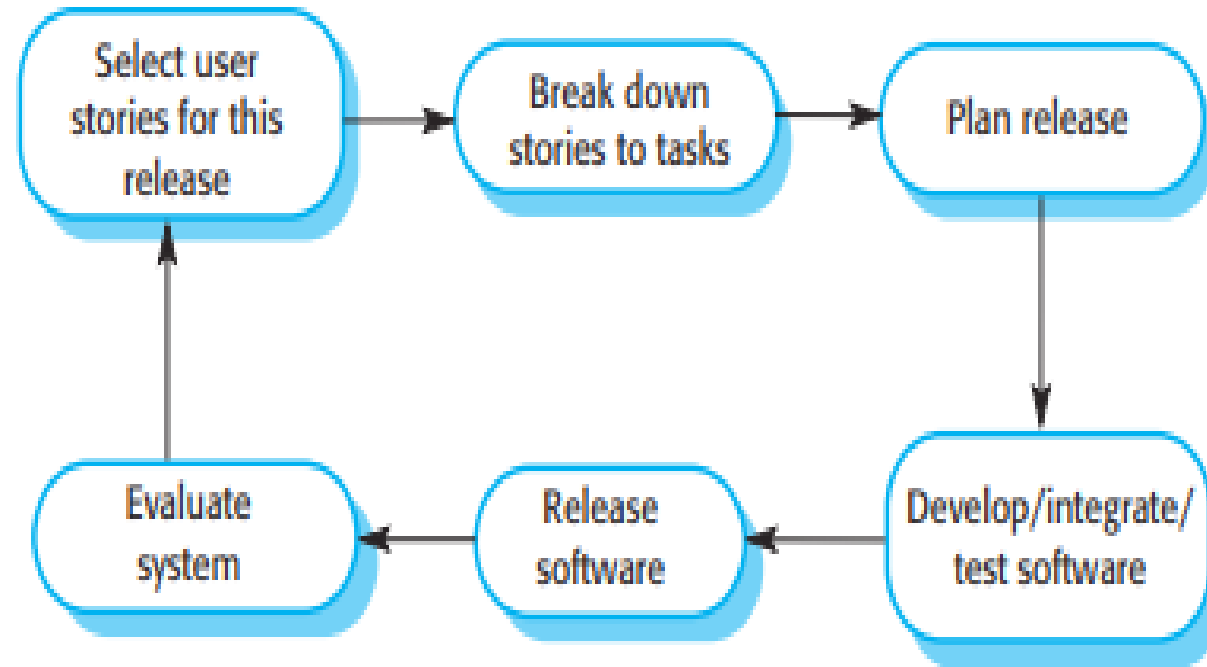 Select user
stories for this
release
Break down
stories to tasks
Plan release
Develop/integrate/
test software
Release
software
Evaluate
system